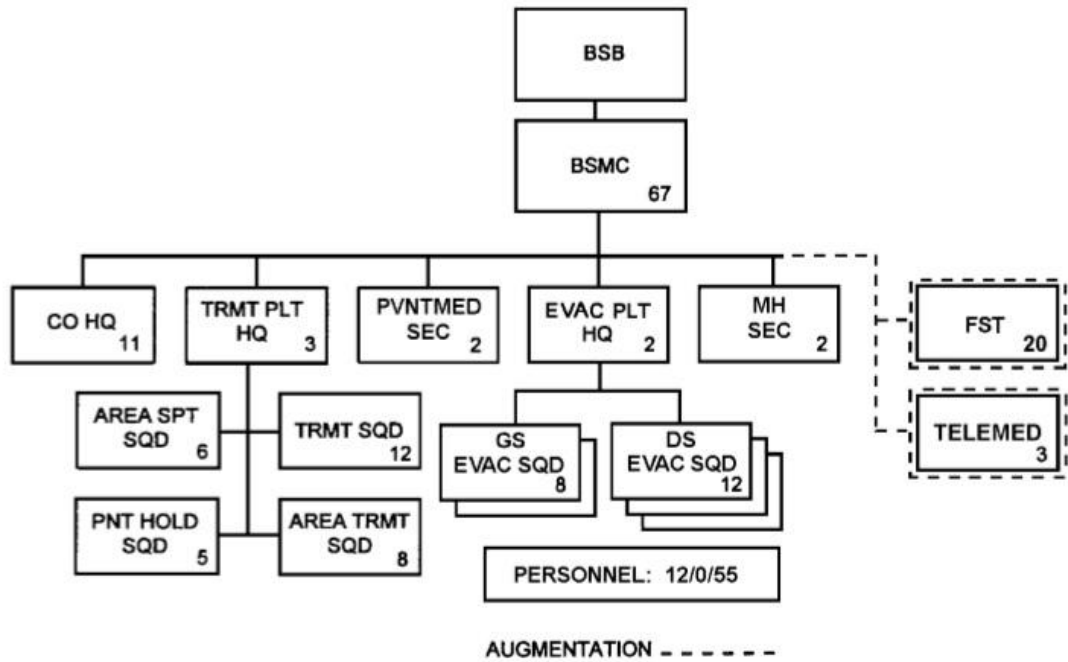 BSB
BSMC
67
CO HQ
11
TRMT PLT
HQ
3
PVNTMED
SEC
2
EVAC PLT
HQ
2
MH
SEC
2
FST
20
TELEMED
3
AREA SPT
SQD
6
TRMT SQD
12
PNT HOLD
SQD
5
AREA TRMT
SQD
8
GS
EVAC SQD
8
DS
EVAC SQD
12
PERSONNEL: 12/0/55
AUGMENTATION